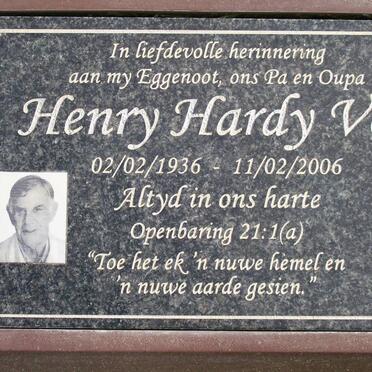 In liefdevolle herinnering
aan my Eggenoot, ons Pa en Oupa
Henry Hardy
02/02/1936 - 11/02/2006
Altyd in ons harte
Openbaring 21:1(a)
“Toe het ek 'n nuwe hemel en
'n nuwe aarde gesien.”